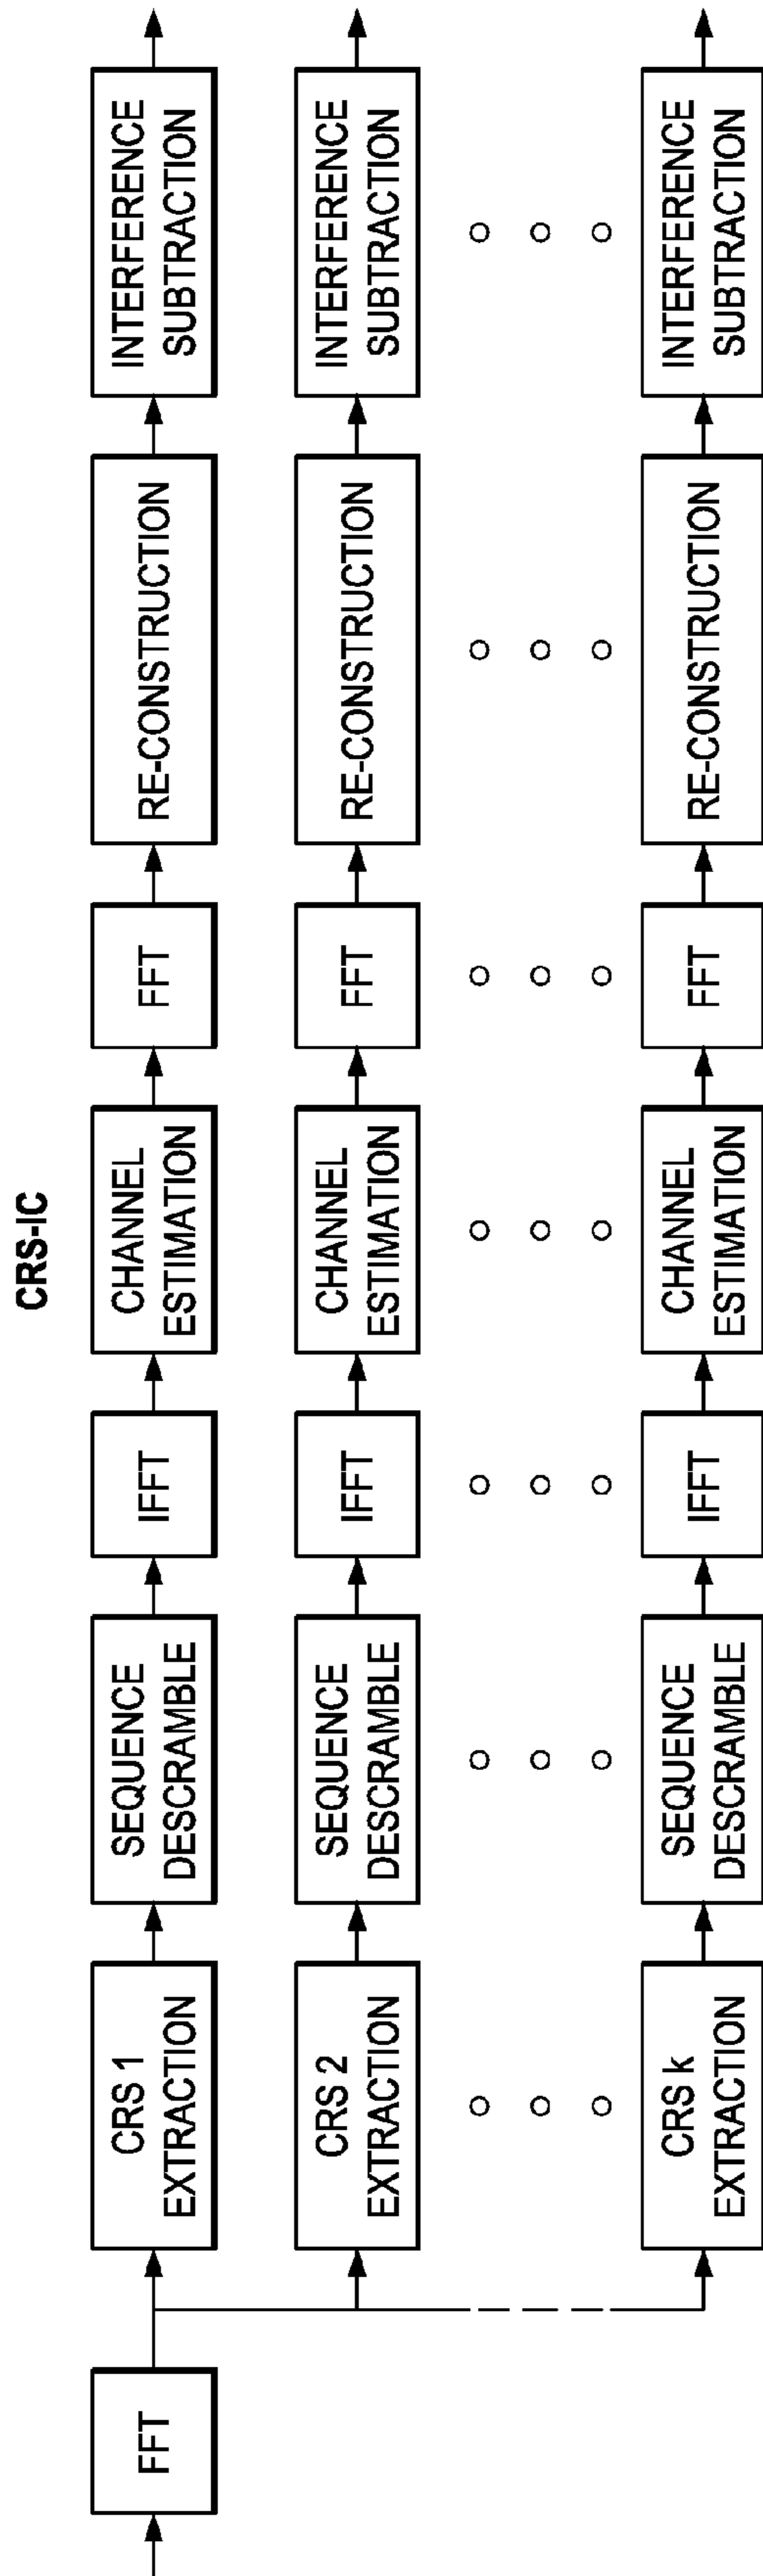 CRS-IC
FFT
CRS 1
EXTRACTION
SEQUENCE
DESCRAMBLE
IFFT
CHANNEL
ESTIMATION
FFT
RE-CONSTRUCTION
INTERFERENCE
SUBTRACTION
CRS 2
EXTRACTION
SEQUENCE
DESCRAMBLE
IFFT
CHANNEL
ESTIMATION
FFT
RE-CONSTRUCTION
INTERFERENCE
SUBTRACTION
CRS k
EXTRACTION
SEQUENCE
DESCRAMBLE
IFFT
CHANNEL
ESTIMATION
FFT
RE-CONSTRUCTION
INTERFERENCE
SUBTRACTION